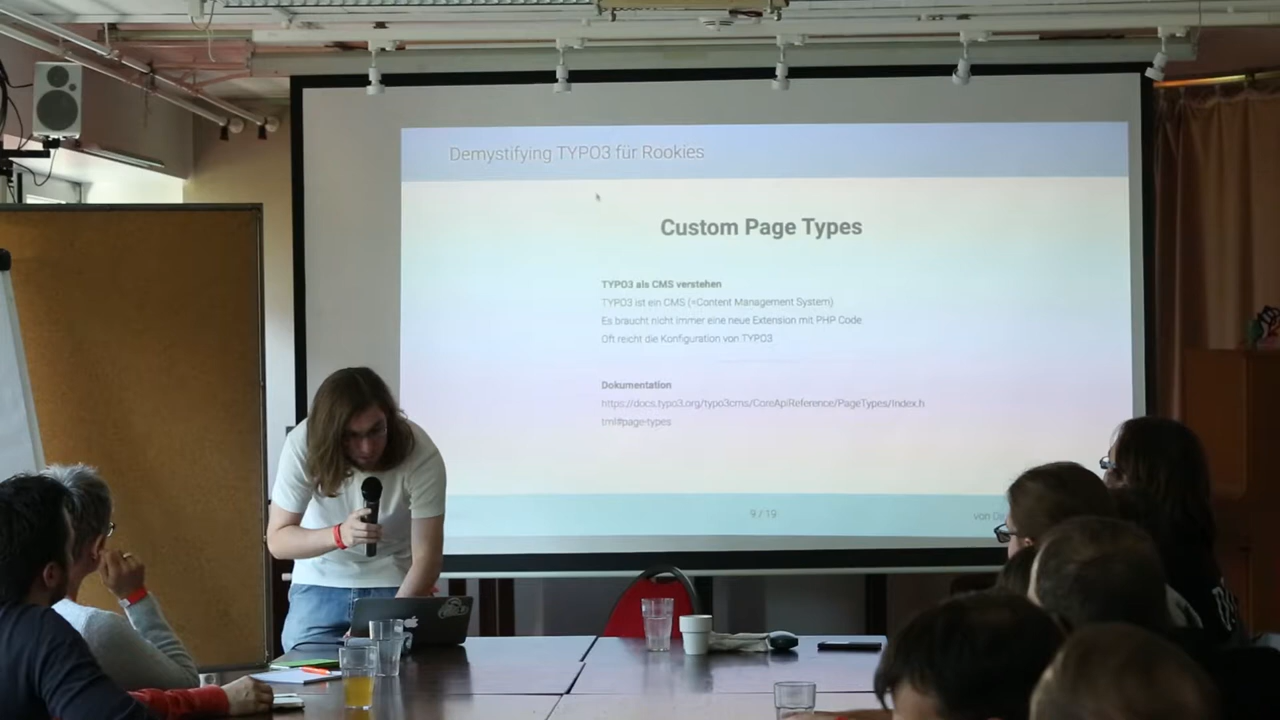 Demystifying TYPO3 für Rookies
Custom Page Types
TYPO3 als CMS verstehen
TYPO3 ist ein CMS (=Content Management System)
Es braucht nicht immer eine neue Extension mit PHP Code
Oft reicht die Konfiguration von TYPO3
Dokumentation
https://docs.typo3.org/typo3cms/CoreApiReference/PageTypes/Index.h
tml#page-types
9 / 19
von